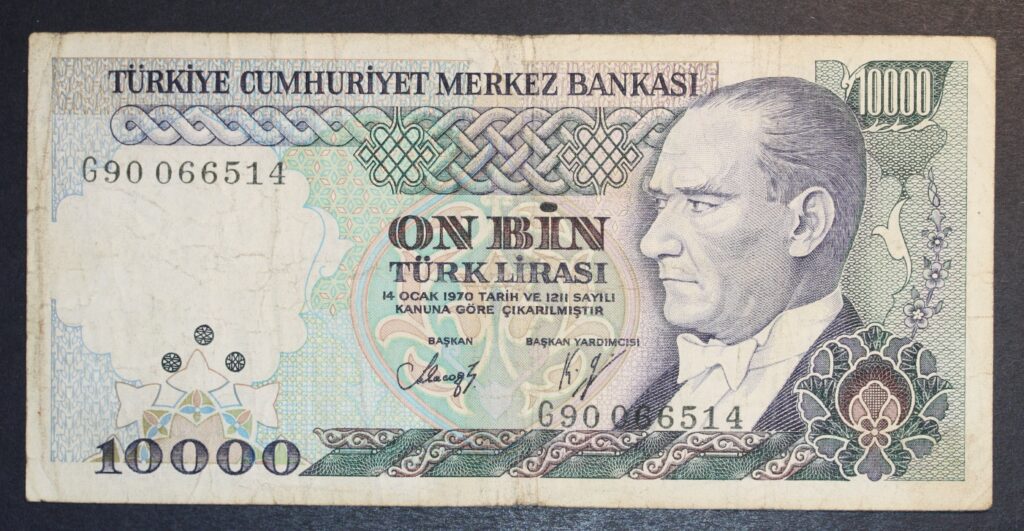 TÜRKİYE CUMHURİYET MERKEZ BANKASI
10000
G90 066514
ON BİN
TÜRK LİRASI
14 OCAK 1970 TARİH VE 1211 SAYILI
KANUNA GÖRE ÇIKARILMIŞTIR
BAŞKAN BAŞKAN YARDIMCISI
G90 066514
10000